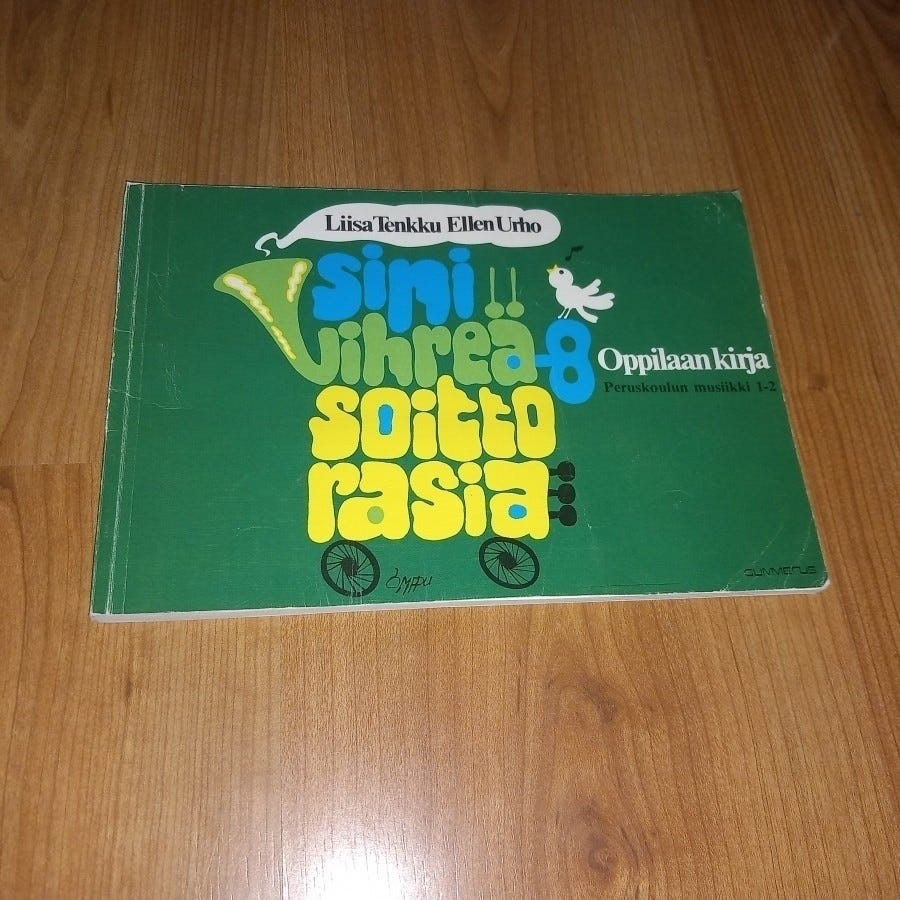 Liisa Tenkku Ellen Urho
sini
vihreä
soitto
rasia
Oppilaan kirja
Peruskoulun musiikki 1-2
GUMMERUS